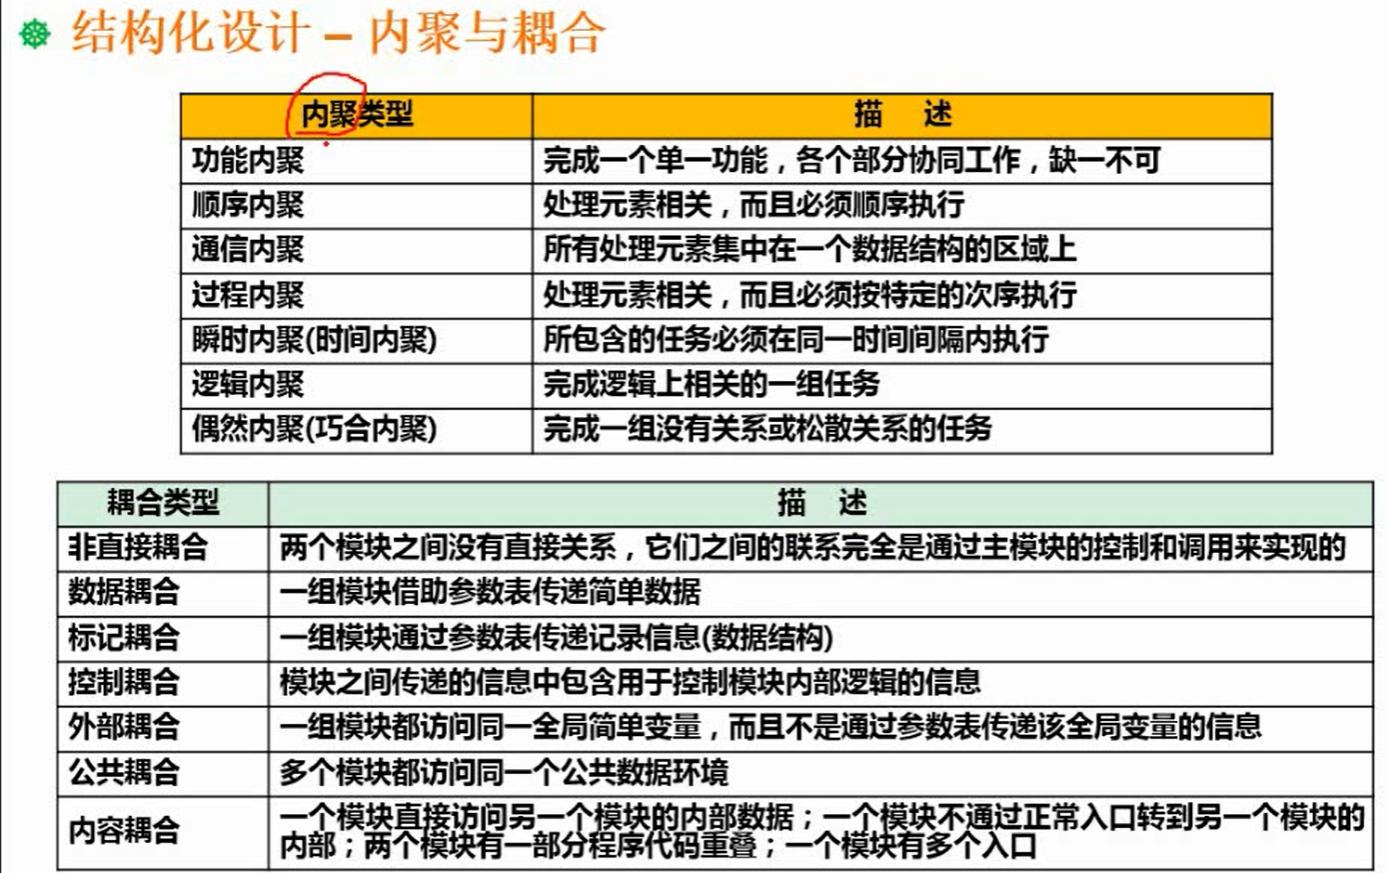 结构化设计 – 内聚与耦合
内聚类型 描 述
功能内聚 完成一个单一功能，各个部分协同工作，缺一不可
顺序内聚 处理元素相关，而且必须顺序执行
通信内聚 所有处理元素集中在一个数据结构的区域上
过程内聚 处理元素相关，而且必须按特定的次序执行
瞬时内聚(时间内聚) 所包含的任务必须在同一时间间隔内执行
逻辑内聚 完成逻辑上相关的一组任务
偶然内聚(巧合内聚) 完成一组没有关系或松散关系的任务
耦合类型 描 述
非直接耦合 两个模块之间没有直接关系，它们之间的联系完全是通过主模块的控制和调用来实现的
数据耦合 一组模块借助参数表传递简单数据
标记耦合 一组模块通过参数表传递记录信息(数据结构)
控制耦合 模块之间传递的信息中包含用于控制模块内部逻辑的信息
外部耦合 一组模块都访问同一全局简单变量，而且不是通过参数表传递该全局变量的信息
公共耦合 多个模块都访问同一个公共数据环境
内容耦合 一个模块直接访问另一个模块的内部数据；一个模块不通过正常入口转到另一个模块的
内部；两个模块有一部分程序代码重叠；一个模块有多个入口